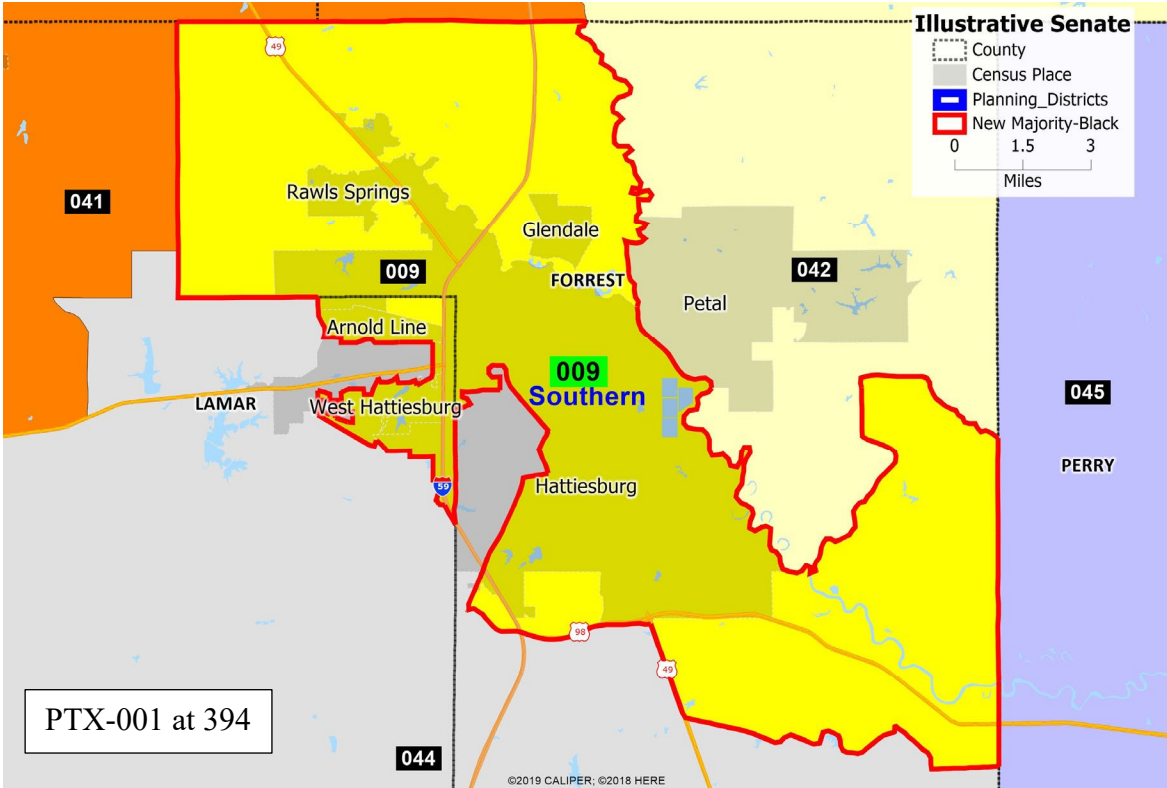 Illustrative Senate
County
Census Place
Planning_Districts
New Majority-Black
0 1.5 3
Miles
49
041
Rawls Springs
Glendale
009
FORREST
042
Petal
Arnold Line
009
Southern
045
LAMAR
West Hattiesburg
PERRY
59
Hattiesburg
98
49
PTX-001 at 394
044
©2019 CALIPER; ©2018 HERE